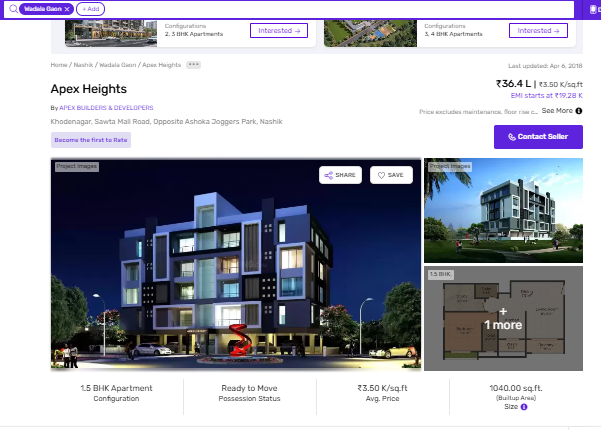 Wadala Gaon × + Add
Configurations
2, 3 BHK Apartments
Interested →
Configurations
3, 4 BHK Apartments
Interested →
Home / Nashik / Wadala Gaon / Apex Heights •••
Last updated: Apr 6, 2018
Apex Heights
₹36.4 L | ₹3.50 K/sq.ft
EMI starts at ₹19.28 K
By APEX BUILDERS & DEVELOPERS
Price excludes maintenance, floor rise c... See More
Khodenagar, Sawta Mali Road, Opposite Ashoka Joggers Park, Nashik
Become the first to Rate
Contact Seller
Project Images
SHARE
SAVE
Project Images
1.5 BHK
+
1 more
1.5 BHK Apartment
Configuration
Ready to Move
Possession Status
₹3.50 K/sq.ft
Avg. Price
1040.00 sq.ft.
(Builtup Area)
Size